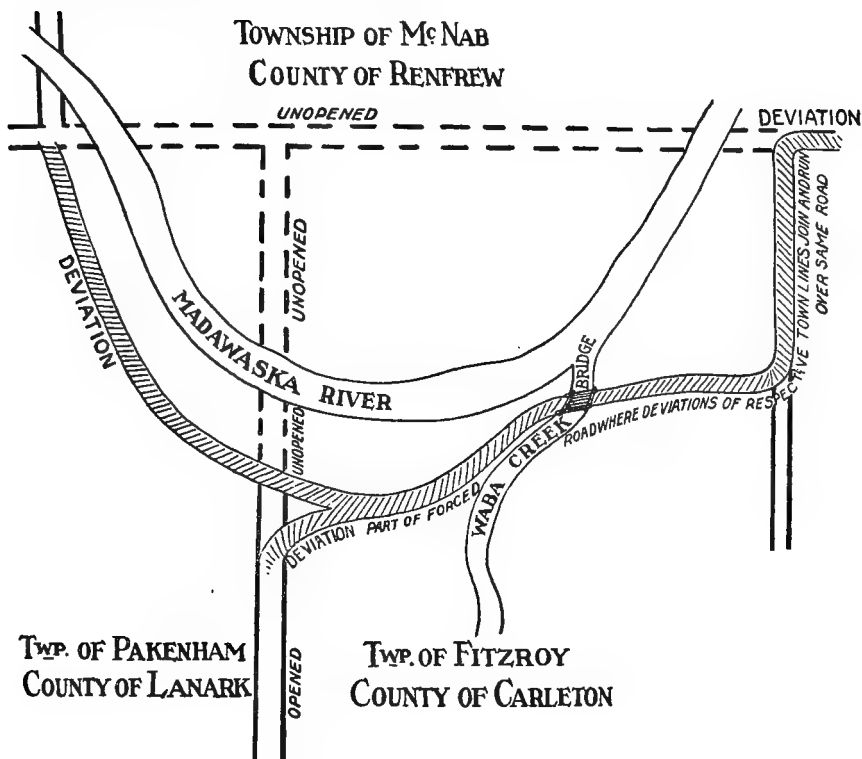 TOWNSHIP OF Mc NAB
COUNTY OF RENFREW
UNOPENED
DEVIATION
UNOPENED
DEVIATION
MADAWASKA RIVER
BRIDGE
TOWN LINES JOIN AND RUN
OVER SAME ROAD
UNOPENED
WABA CREEK
ROAD WHERE DEVIATIONS OF RESPECTIVE
DEVIATION PART OF FORCED
TWP. OF PAKENHAM
COUNTY OF LANARK
OPENED
TWP. OF FITZROY
COUNTY OF CARLETON